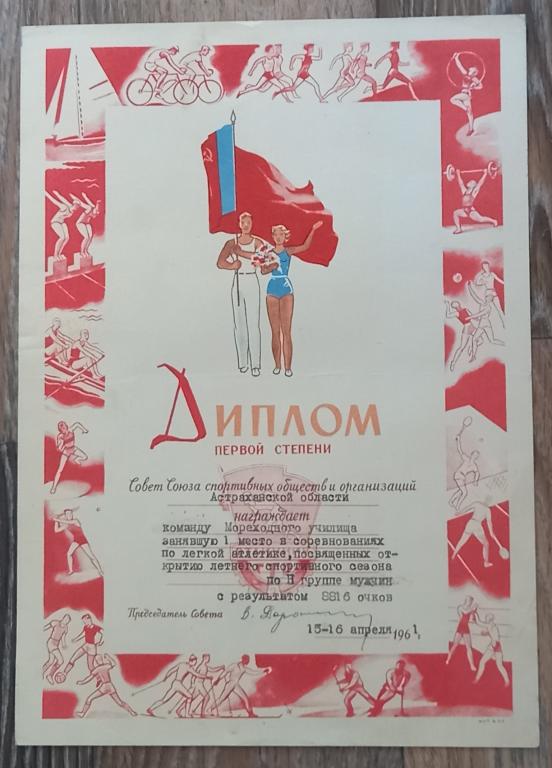 Диплом
ПЕРВОЙ СТЕПЕНИ
Совет Союза спортивных обществ и организаций
Астраханской области
награждает
команду Мореходного училища
занявшую 1 место в соревнованиях
по легкой атлетике, посвященных от-
крытию летнего спортивного сезона
по II группе мужчин
с результатом 8816 очков
Председатель Совета
15-16 апреля 1961